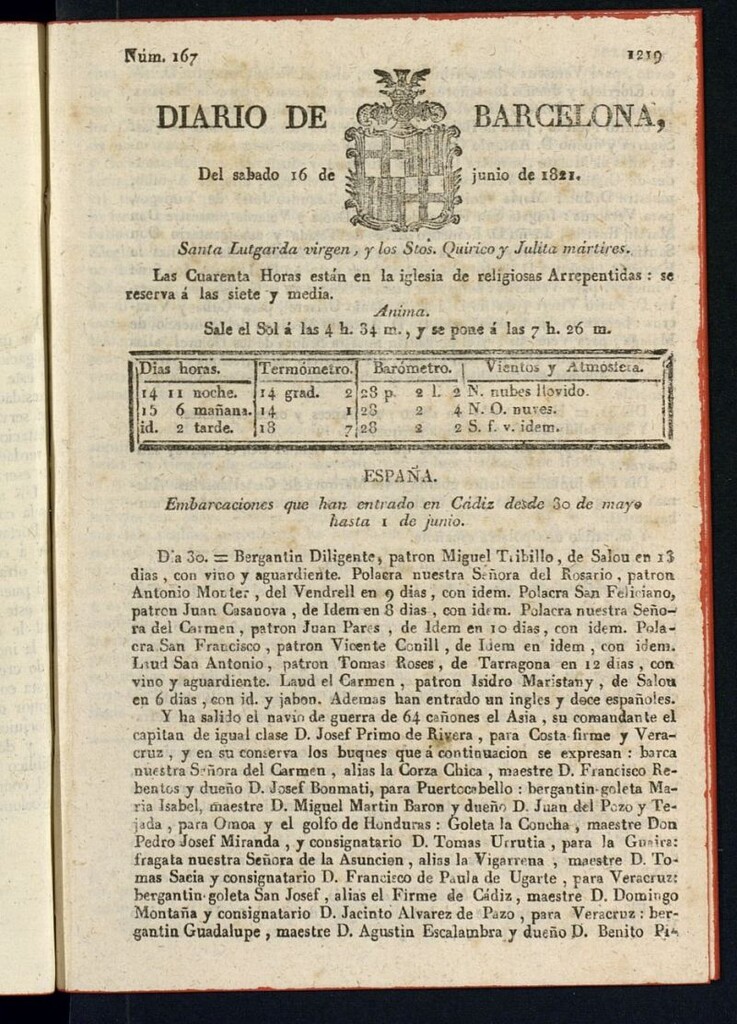 Núm. 167 1219
DIARIO DE BARCELONA,
Del sabado 16 de junio de 1821.
Santa Lutgarda virgen, y los Stos. Quirico y Julita mártires.
Las Cuarenta Horas están en la iglesia de religiosas Arrepentidas : se
reserva á las siete y media.
Anima.
Sale el Sol á las 4 h. 34 m., y se pone á las 7 h. 26 m.
Dias horas. Termómetro. Barómetro. Vientos y Atmosfera.
14 11 noche. 14 grad. 2 28 p. 2 l. 2 N. nubes llovido.
15 6 mañana. 14 1 28 2 4 N. O. nuves.
id. 2 tarde. 18 7 28 2 2 S. f. v. idem.
ESPAÑA.
Embarcaciones que han entrado en Cádiz desde 30 de mayo
hasta 1 de junio.
Dia 30. = Bergantin Diligente, patron Miguel Tribillo, de Salou en 13
dias, con vino y aguardiente. Polacra nuestra Señora del Rosario, patron
Antonio Monter, del Vendrell en 9 dias, con idem. Polacra San Feliciano,
patron Juan Casanova, de Idem en 8 dias, con idem. Polacra nuestra Seño-
ra del Carmen, patron Juan Pares, de Idem en 10 dias, con idem. Pola-
cra San Francisco, patron Vicente Conill, de Idem en idem, con idem.
Laud San Antonio, patron Tomas Roses, de Tarragona en 12 dias, con
vino y aguardiente. Laud el Carmen, patron Isidro Maristany, de Salou
en 6 dias, con id. y jabon. Ademas han entrado un ingles y doce españoles.
Y ha salido el navio de guerra de 64 cañones el Asia, su comandante el
capitan de igual clase D. Josef Primo de Rivera, para Costa-firme y Vera-
cruz, y en su conserva los buques que á continuacion se expresan : barca
nuestra Señora del Carmen, alias la Corza Chica, maestre D. Francisco Re-
bentos y dueño D. Josef Bonmati, para Puertocabello : bergantin-goleta Ma-
ria Isabel, maestre D. Miguel Martin Baron y dueño D. Juan del Pozo y Te-
jada, para Omoa y el golfo de Honduras : Goleta la Concha, maestre Don
Pedro Josef Miranda, y consignatario D. Tomas Urrutia, para la Guaira:
fragata nuestra Señora de la Asuncien, alias la Vigarrena, maestre D. To-
mas Sacia y consignatario D. Francisco de Paula de Ugarte, para Veracruz:
bergantin-goleta San Josef, alias el Firme de Cádiz, maestre D. Domingo
Montaña y consignatario D. Jacinto Alvarez de Pazo, para Veracruz : ber-
gantin Guadalupe, maestre D. Agustin Escalambra y dueño D. Benito Pi-